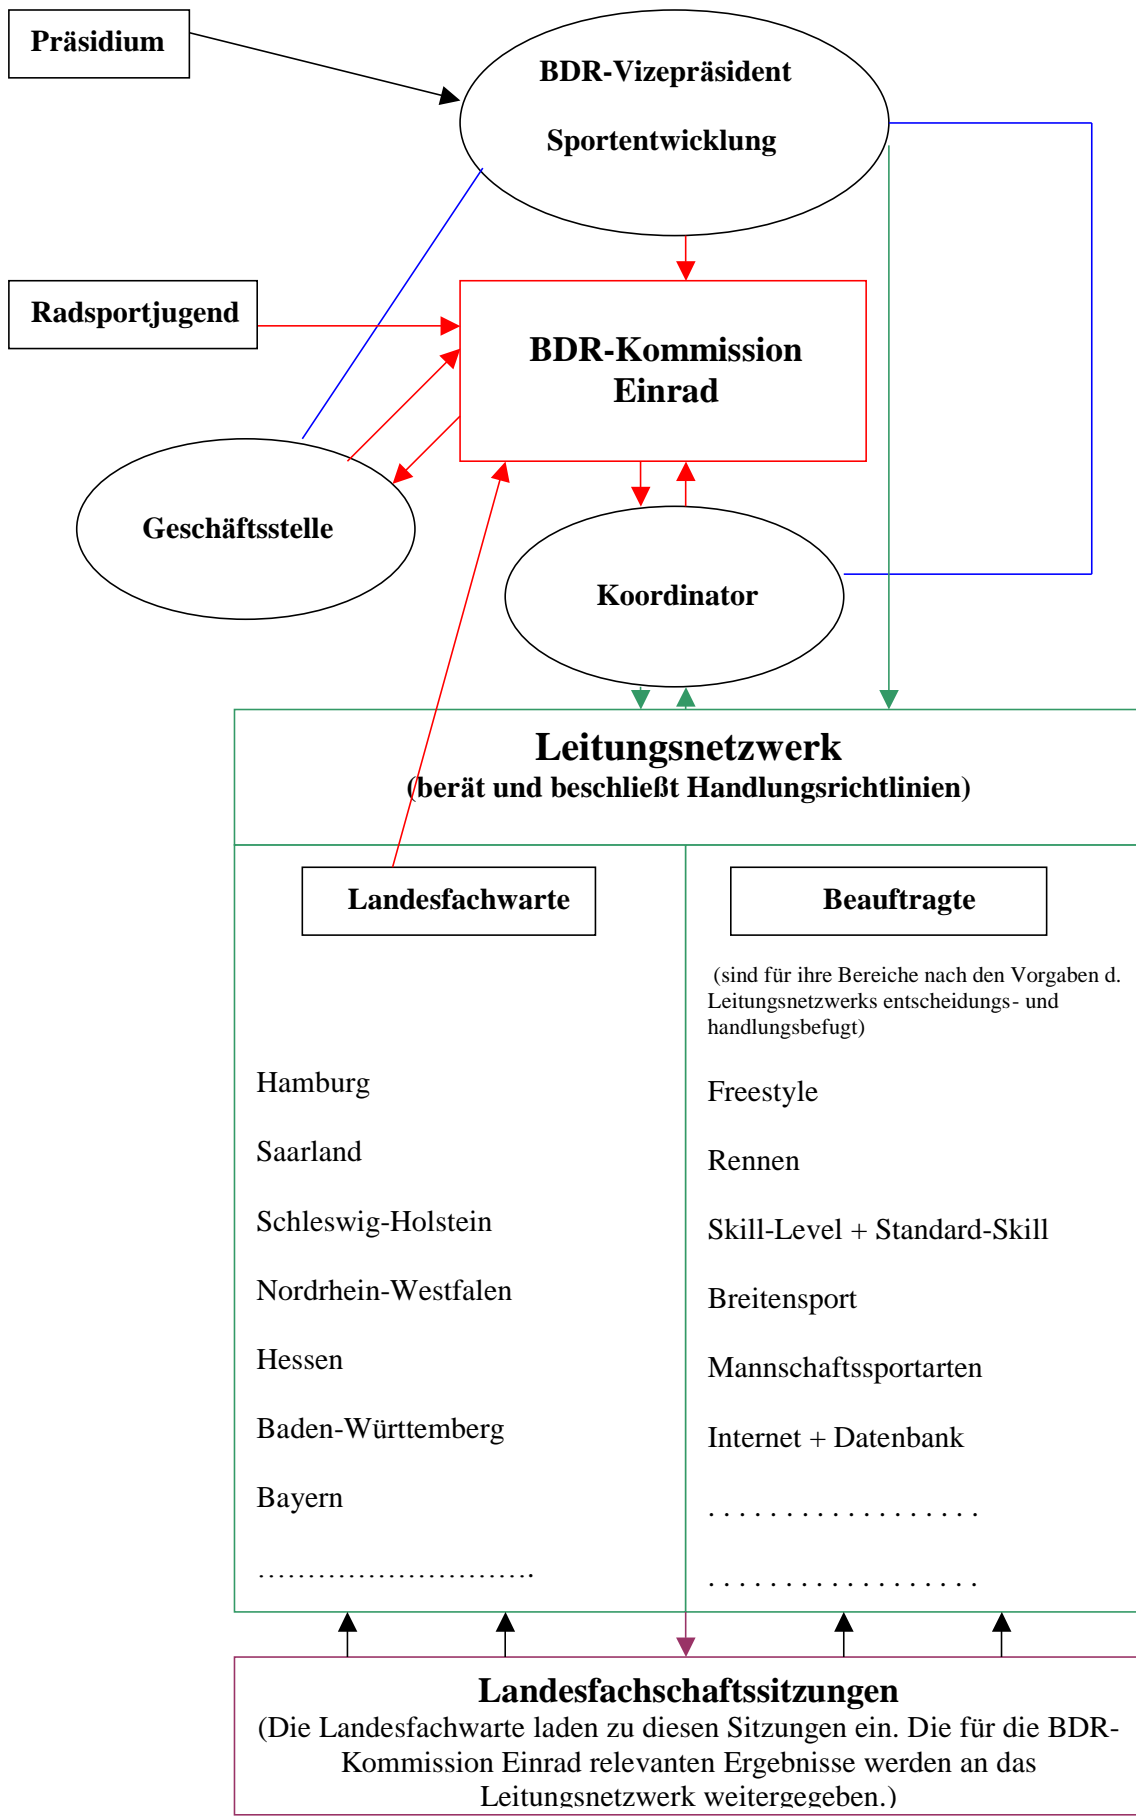 Präsidium
BDR-Vizepräsident
Sportentwicklung
Radsportjugend
BDR-Kommission
Einrad
Geschäftsstelle
Koordinator
Leitungsnetzwerk
(berät und beschließt Handlungsrichtlinien)
Landesfachwarte
Hamburg
Saarland
Schleswig-Holstein
Nordrhein-Westfalen
Hessen
Baden-Württemberg
Bayern
……………………….
Beauftragte
(sind für ihre Bereiche nach den Vorgaben d.
Leitungsnetzwerks entscheidungs- und
handlungsbefugt)
Freestyle
Rennen
Skill-Level + Standard-Skill
Breitensport
Mannschaftssportarten
Internet + Datenbank
. . . . . . . . . . . . . . . . . .
. . . . . . . . . . . . . . . . . .
Landesfachschaftssitzungen
(Die Landesfachwarte laden zu diesen Sitzungen ein. Die für die BDR-
Kommission Einrad relevanten Ergebnisse werden an das
Leitungsnetzwerk weitergegeben.)